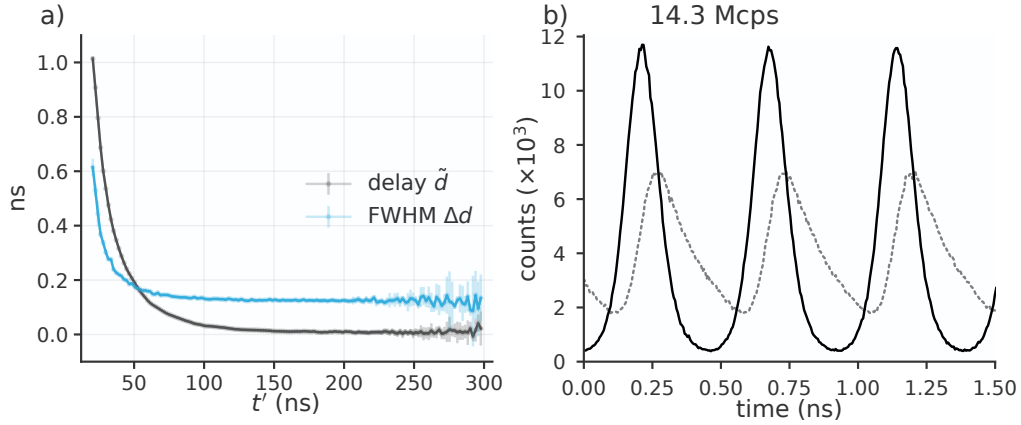 a)
ns
1.0
0.8
0.6
0.4
0.2
0.0
delay d̃
FWHM Δd
50
100
150
200
250
300
t′ (ns)
b)
14.3 Mcps
counts (×10³)
12
10
8
6
4
2
0
0.00
0.25
0.50
0.75
1.00
1.25
1.50
time (ns)